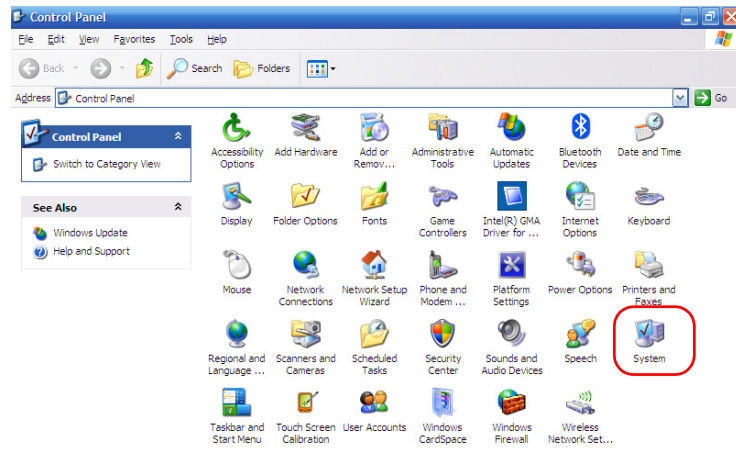 Control Panel
File Edit View Favorites Tools Help
Back Search Folders
Address Control Panel Go
Control Panel
Switch to Category View
See Also
Windows Update
Help and Support
Accessibility Options
Add Hardware
Add or Remov...
Administrative Tools
Automatic Updates
Bluetooth Devices
Date and Time
Display
Folder Options
Fonts
Game Controllers
Intel(R) GMA Driver for ...
Internet Options
Keyboard
Mouse
Network Connections
Network Setup Wizard
Phone and Modem ...
Platform Settings
Power Options
Printers and Faxes
Regional and Language ...
Scanners and Cameras
Scheduled Tasks
Security Center
Sounds and Audio Devices
Speech
System
Taskbar and Start Menu
Touch Screen Calibration
User Accounts
Windows CardSpace
Windows Firewall
Wireless Network Set...